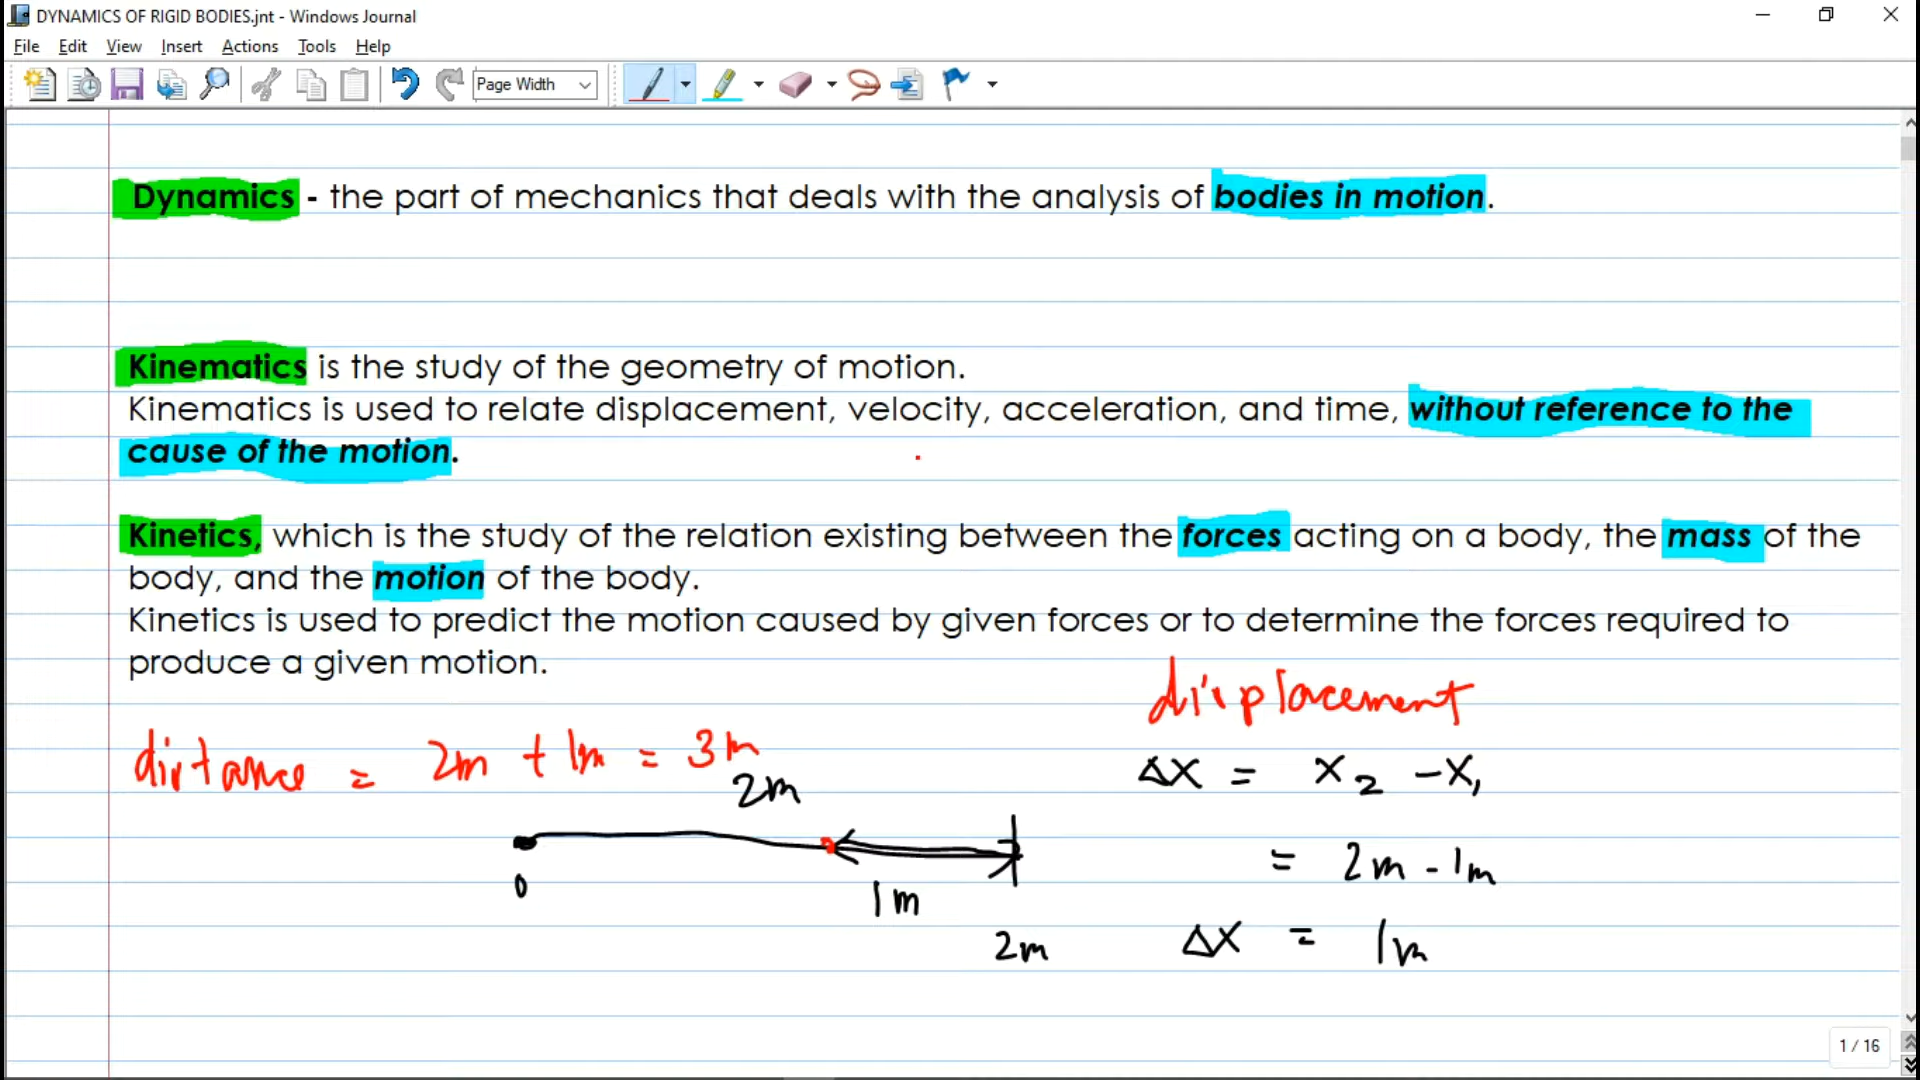 DYNAMICS OF RIGID BODIES.jnt - Windows Journal
File Edit View Insert Actions Tools Help
Page Width
Dynamics - the part of mechanics that deals with the analysis of bodies in motion.
Kinematics is the study of the geometry of motion.
Kinematics is used to relate displacement, velocity, acceleration, and time, without reference to the
cause of the motion.
Kinetics, which is the study of the relation existing between the forces acting on a body, the mass of the
body, and the motion of the body.
Kinetics is used to predict the motion caused by given forces or to determine the forces required to
produce a given motion.
displacement
distance = 2m + 1m = 3m
2m
Δx = x₂ - x₁
0
1m
= 2m - 1m
2m
Δx = 1m
1 / 16